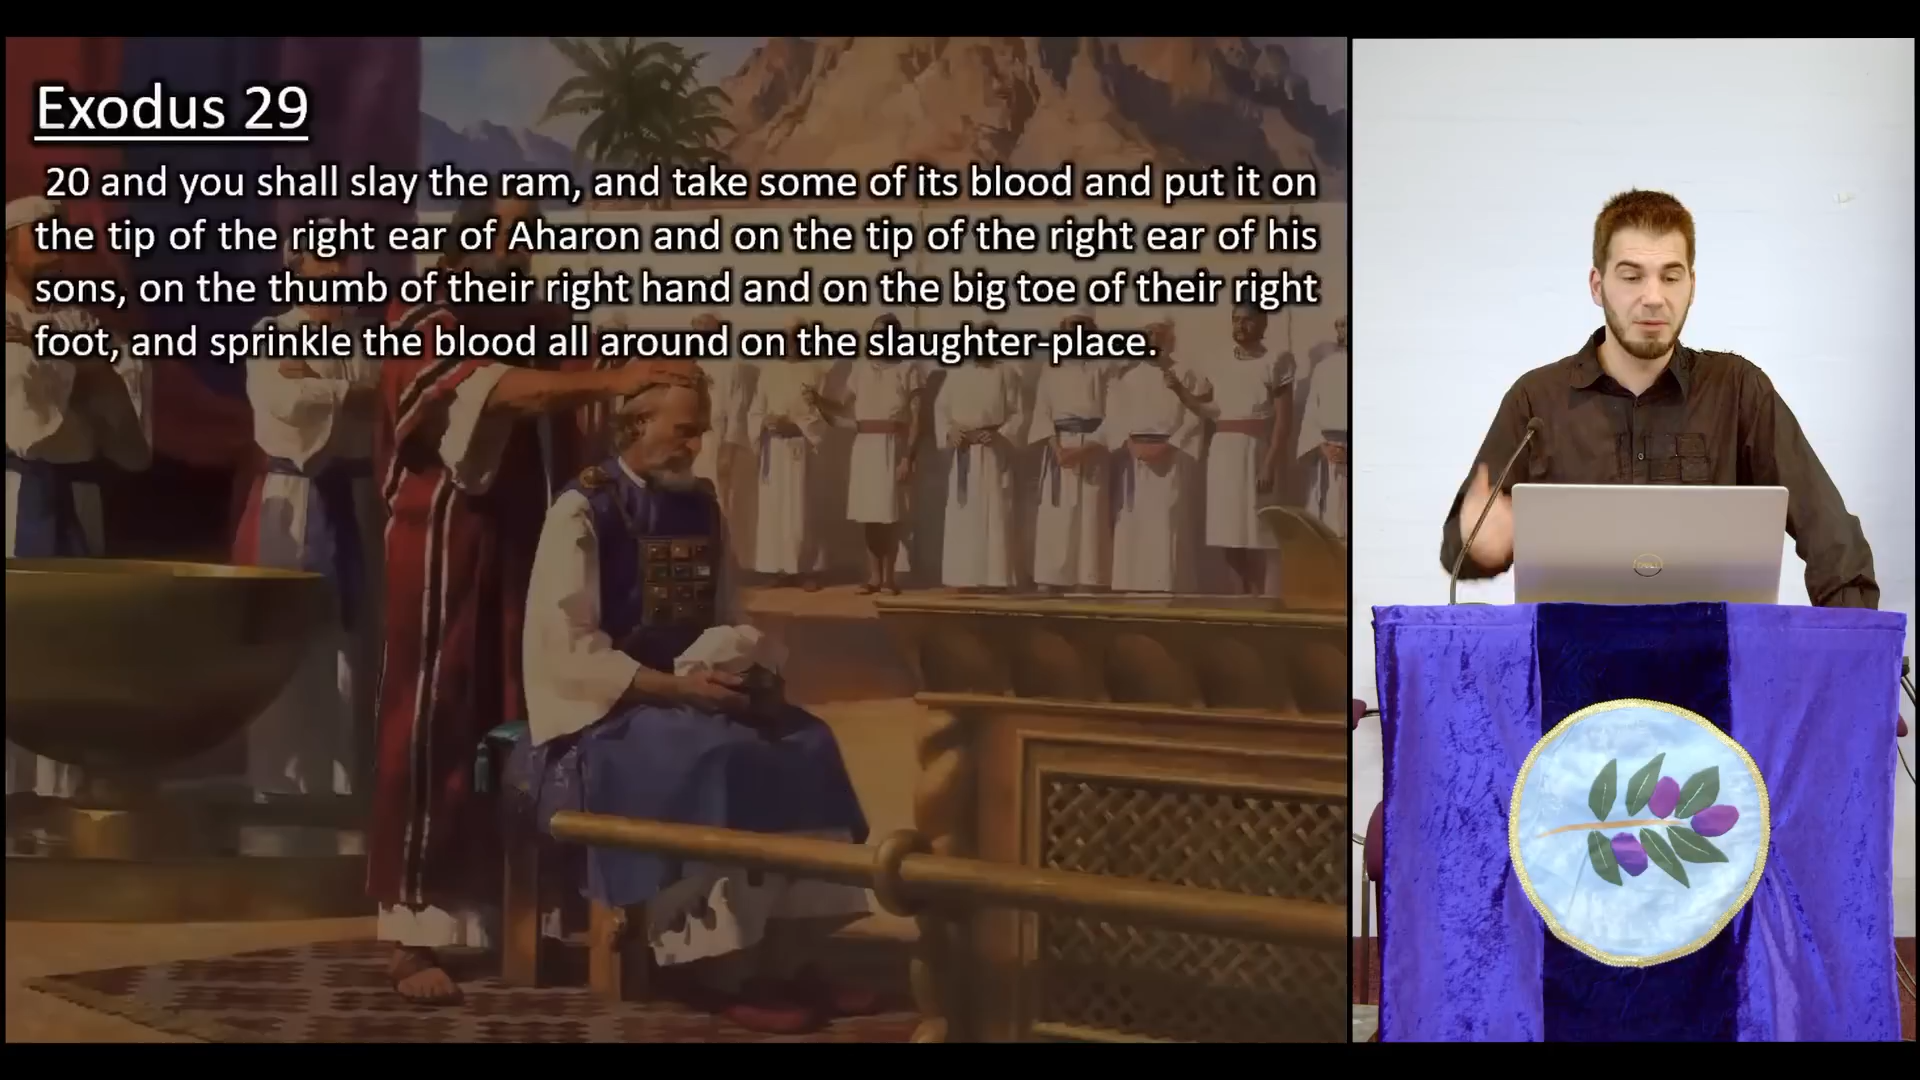 Exodus 29
20 and you shall slay the ram, and take some of its blood and put it on
the tip of the right ear of Aharon and on the tip of the right ear of his
sons, on the thumb of their right hand and on the big toe of their right
foot, and sprinkle the blood all around on the slaughter-place.
DELL